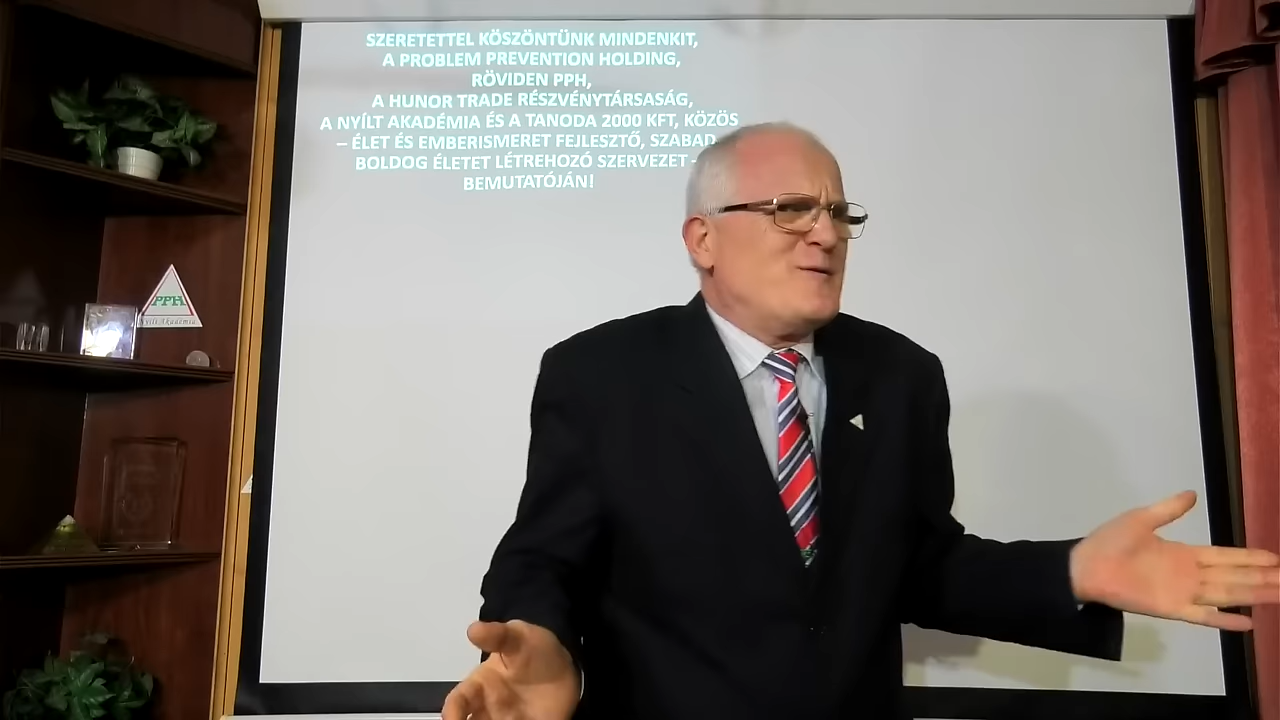 SZERETETTEL KÖSZÖNTÜNK MINDENKIT,
A PROBLEM PREVENTION HOLDING,
RÖVIDEN PPH,
A HUNOR TRADE RÉSZVÉNYTÁRSASÁG,
A NYÍLT AKADÉMIA ÉS A TANODA 2000 KFT, KÖZÖS
– ÉLET ÉS EMBERISMERET FEJLESZTŐ, SZABAD,
BOLDOG ÉLETET LÉTREHOZÓ SZERVEZET -
BEMUTATÓJÁN!
PPH
Nyílt Akadémia